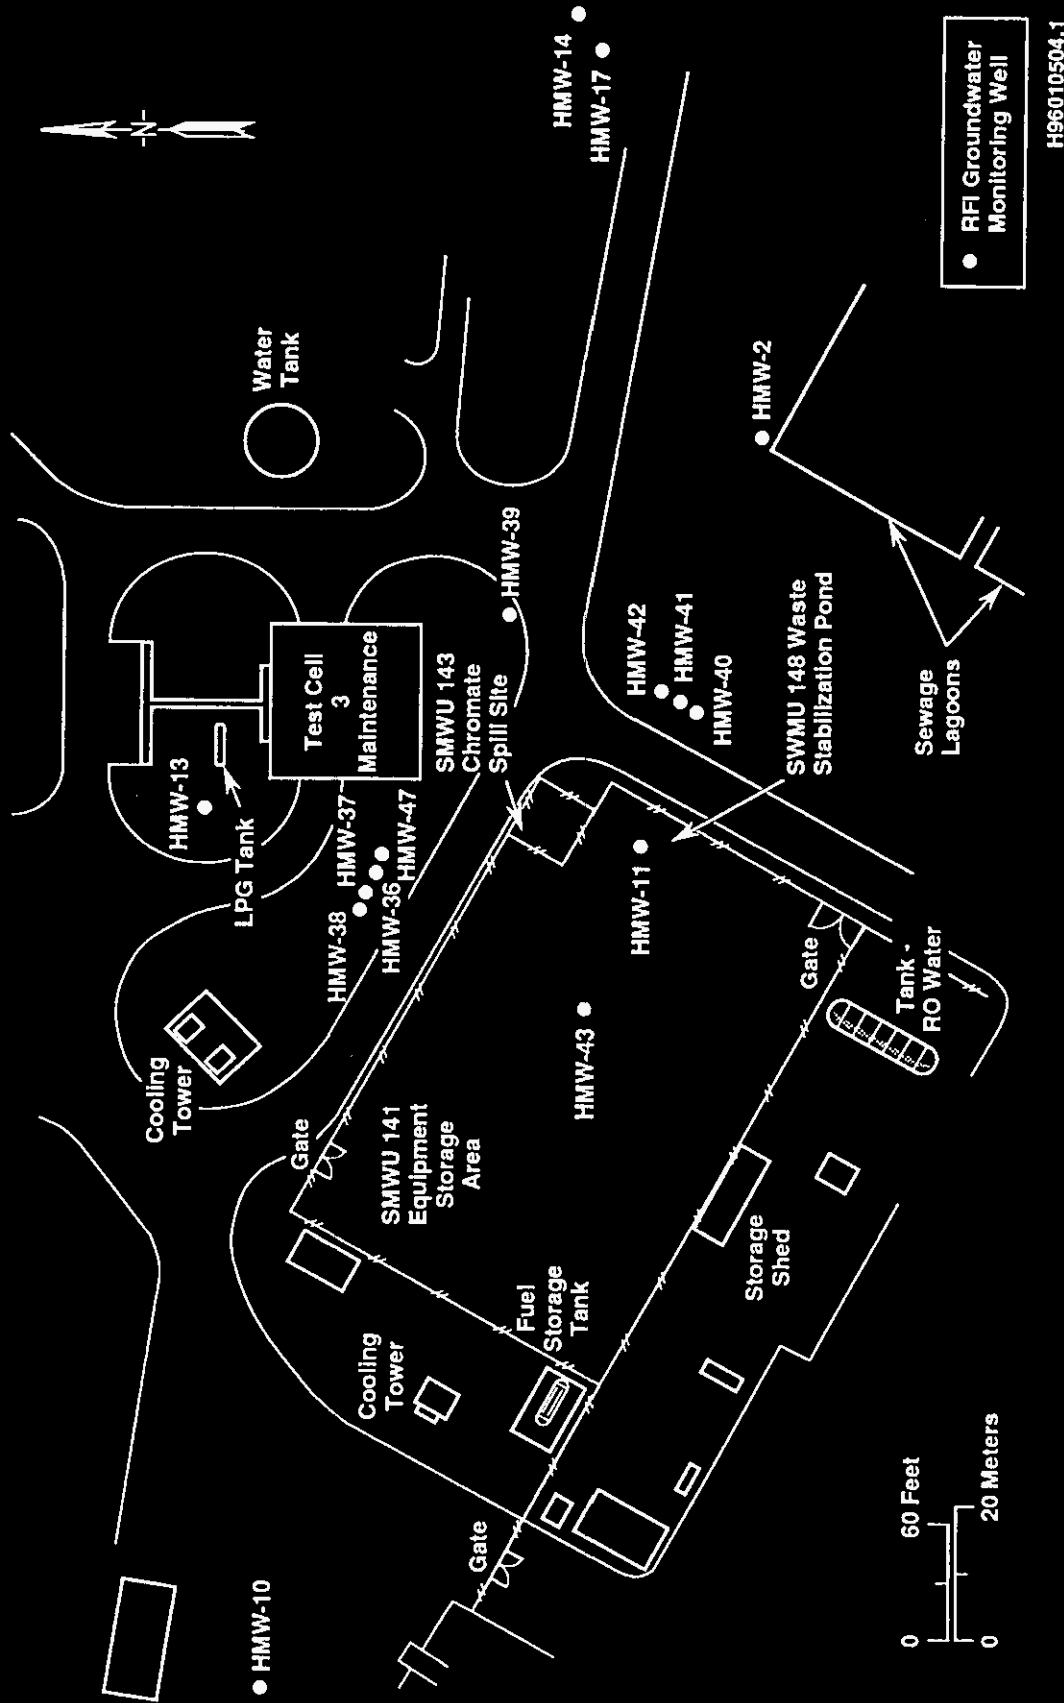 N
HMW-14
HMW-17
Water
Tank
HMW-13
LPG Tank
Test Cell
3
Maintenance
HMW-39
HMW-38
HMW-37
HMW-36
HMW-47
SMWU 143
Chromate
Spill Site
Cooling
Tower
Gate
SMWU 141
Equipment
Storage
Area
HMW-10
Cooling
Tower
Fuel
Storage
Tank
Gate
HMW-43
HMW-11
HMW-42
HMW-41
HMW-40
SWMU 148 Waste
Stabilization Pond
HMW-2
Sewage
Lagoons
Gate
Tank -
RO Water
Storage
Shed
0
60 Feet
0
20 Meters
RFI Groundwater
Monitoring Well
H96010504.1